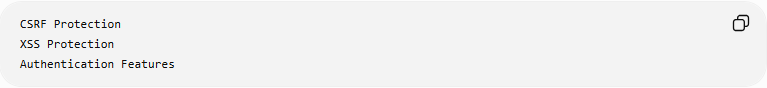 CSRF Protection
XSS Protection
Authentication Features